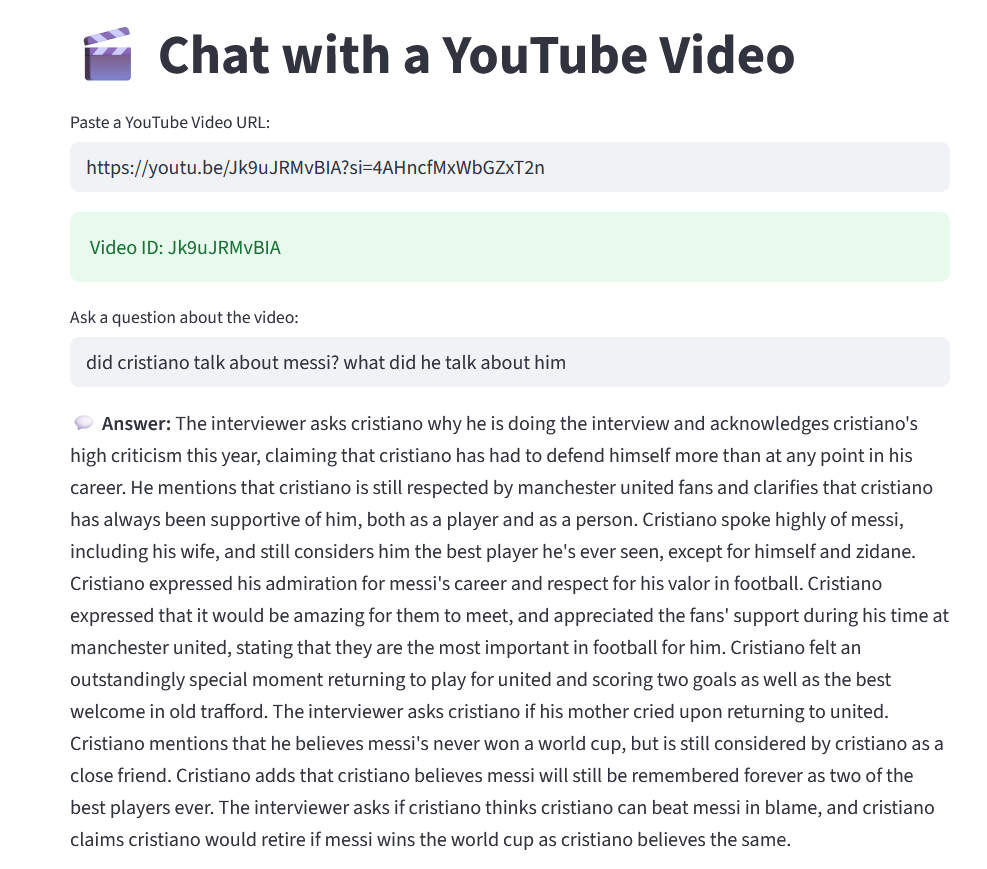 Chat with a YouTube Video
Paste a YouTube Video URL:
https://youtu.be/Jk9uJRMvBIA?si=4AHncfMxWbGZxT2n
Video ID: Jk9uJRMvBIA
Ask a question about the video:
did cristiano talk about messi? what did he talk about him
Answer: The interviewer asks cristiano why he is doing the interview and acknowledges cristiano's
high criticism this year, claiming that cristiano has had to defend himself more than at any point in his
career. He mentions that cristiano is still respected by manchester united fans and clarifies that cristiano
has always been supportive of him, both as a player and as a person. Cristiano spoke highly of messi,
including his wife, and still considers him the best player he's ever seen, except for himself and zidane.
Cristiano expressed his admiration for messi's career and respect for his valor in football. Cristiano
expressed that it would be amazing for them to meet, and appreciated the fans' support during his time at
manchester united, stating that they are the most important in football for him. Cristiano felt an
outstandingly special moment returning to play for united and scoring two goals as well as the best
welcome in old trafford. The interviewer asks cristiano if his mother cried upon returning to united.
Cristiano mentions that he believes messi's never won a world cup, but is still considered by cristiano as a
close friend. Cristiano adds that cristiano believes messi will still be remembered forever as two of the
best players ever. The interviewer asks if cristiano thinks cristiano can beat messi in blame, and cristiano
claims cristiano would retire if messi wins the world cup as cristiano believes the same.